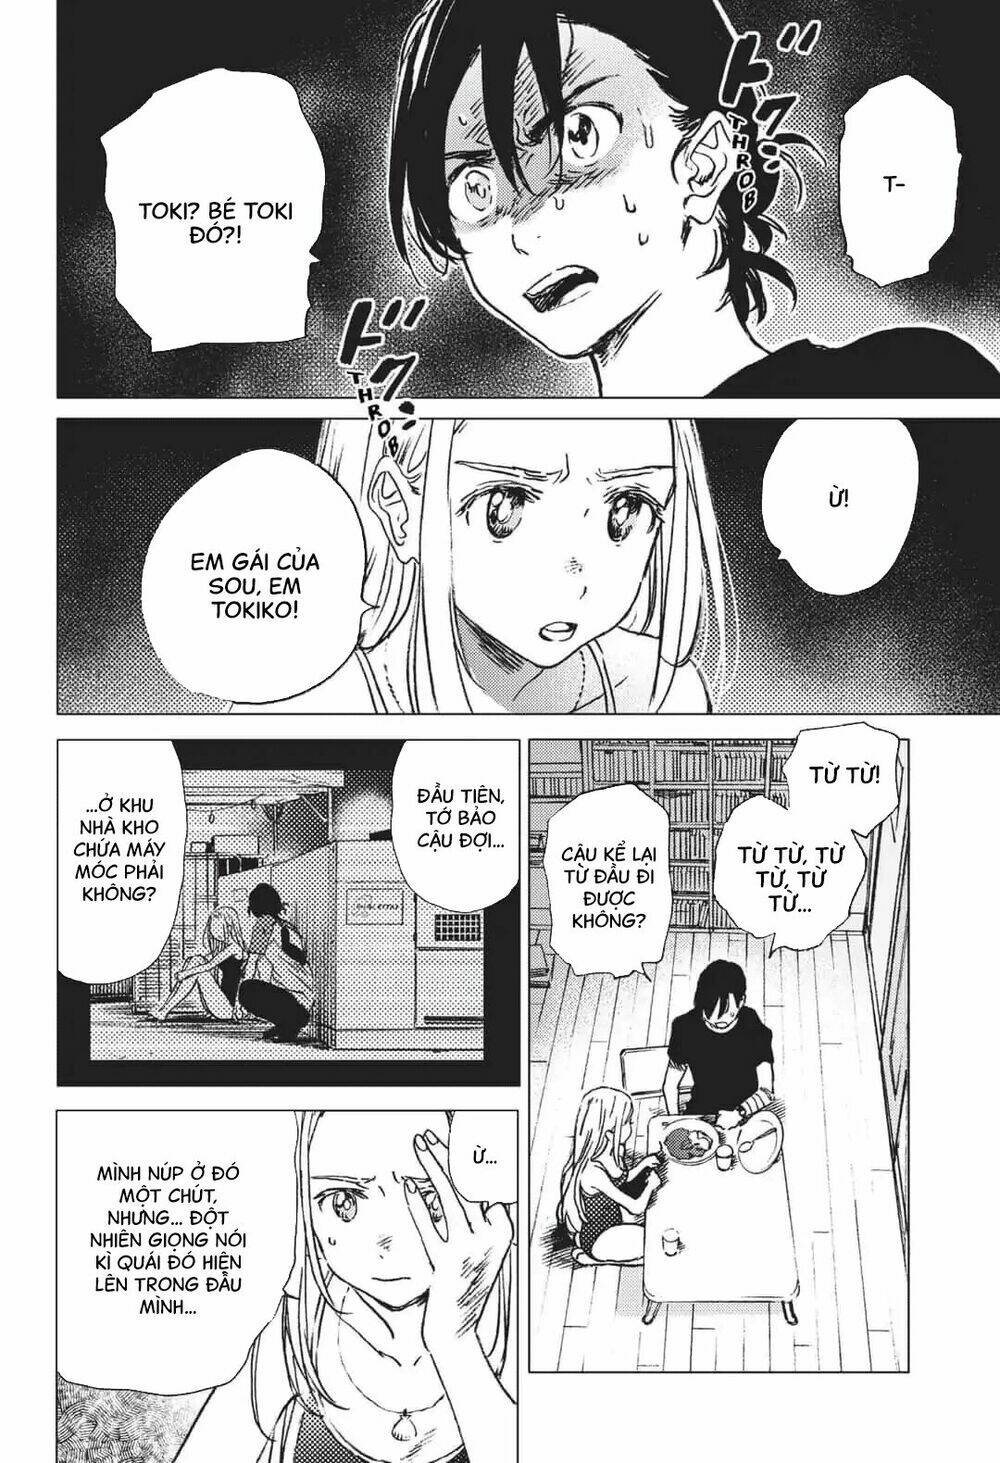 T-
TOKI? BÉ TOKI
ĐÓ?!
ドクン
THROB
ドクン
THROB
Ừ!
EM GÁI CỦA
SOU, EM
TOKIKO!
TỪ TỪ!
TỪ TỪ, TỪ
TỪ, TỪ
TỪ...
CÂU KỂ LẠI
TỪ ĐẦU ĐI
ĐƯỢC
KHÔNG?
ĐẦU TIÊN,
TỚ BẢO
CẬU ĐỢI...
...Ở KHU
NHÀ KHO
CHỨA MÁY
MÓC PHẢI
KHÔNG?
Ừ...
MÌNH NÚP Ở ĐÓ
MỘT CHÚT,
NHƯNG... ĐỘT
NHIÊN GIỌNG NÓI
KÌ QUÁI ĐÓ HIỆN
LÊN TRONG ĐẦU
MÌNH...